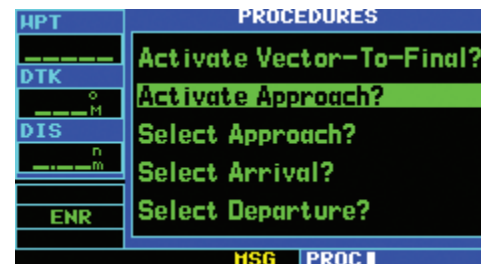 WPT
DTK
° M
DIS
n m
ENR
PROCEDURES
Activate Vector-To-Final?
Activate Approach?
Select Approach?
Select Arrival?
Select Departure?
MSG PROC